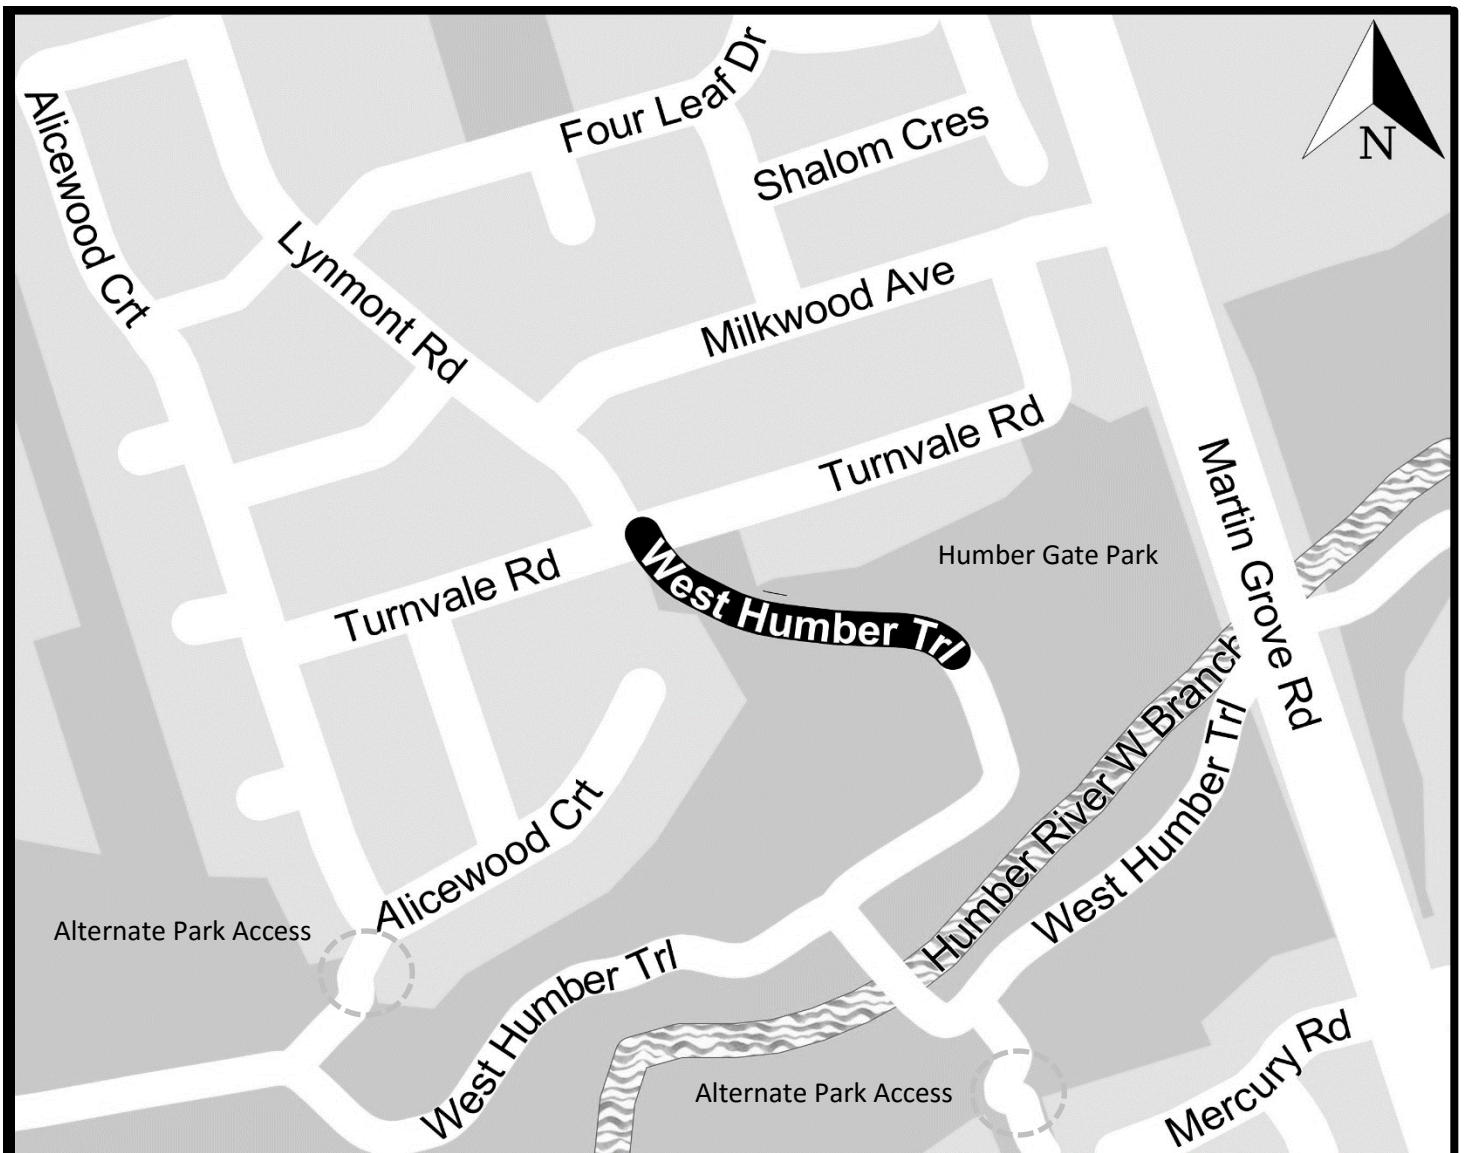 Four Leaf Dr
Alicewood Crt
Shalom Cres
N
Lynmont Rd
Milkwood Ave
Turnvale Rd
Martin Grove Rd
Humber Gate Park
Turnvale Rd
West Humber Trl
Humber River W Branch
West Humber Trl
Alicewood Crt
Alternate Park Access
West Humber Trl
Alternate Park Access
Mercury Rd